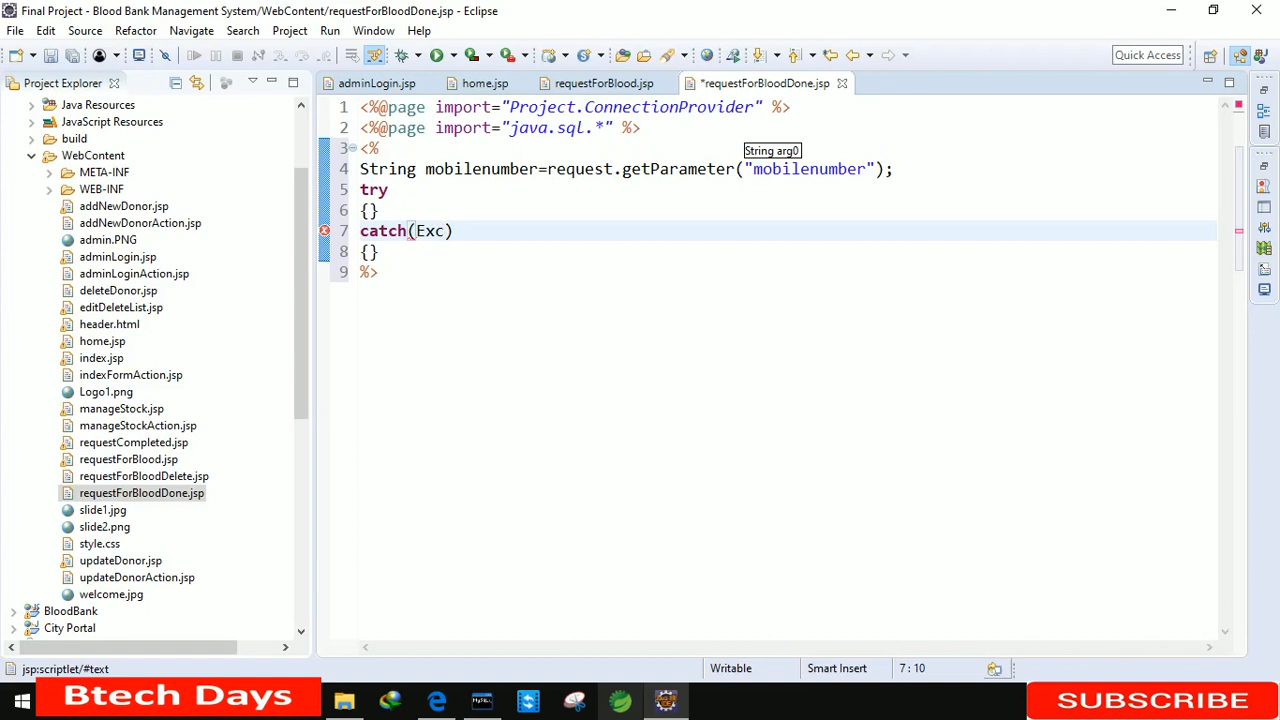 Final Project - Blood Bank Management System/WebContent/requestForBloodDone.jsp - Eclipse
File Edit Source Refactor Navigate Search Project Run Window Help
Quick Access
Project Explorer
adminLogin.jsp
home.jsp
requestForBlood.jsp
*requestForBloodDone.jsp
Java Resources
JavaScript Resources
build
WebContent
META-INF
WEB-INF
addNewDonor.jsp
addNewDonorAction.jsp
admin.PNG
adminLogin.jsp
adminLoginAction.jsp
deleteDonor.jsp
editDeleteList.jsp
header.html
home.jsp
index.jsp
indexFormAction.jsp
Logo1.png
manageStock.jsp
manageStockAction.jsp
requestCompleted.jsp
requestForBlood.jsp
requestForBloodDelete.jsp
requestForBloodDone.jsp
slide1.jpg
slide2.png
style.css
updateDonor.jsp
updateDonorAction.jsp
welcome.jpg
BloodBank
City Portal
1 <%@page import="Project.ConnectionProvider" %>
2 <%@page import="java.sql.*" %>
3 <%
String arg0
4 String mobilenumber=request.getParameter("mobilenumber");
5 try
6 {}
7 catch(Exc)
8 {}
9 %>
jsp:scriptlet/#text
Writable
Smart Insert
7 : 10
Btech Days
SUBSCRIBE